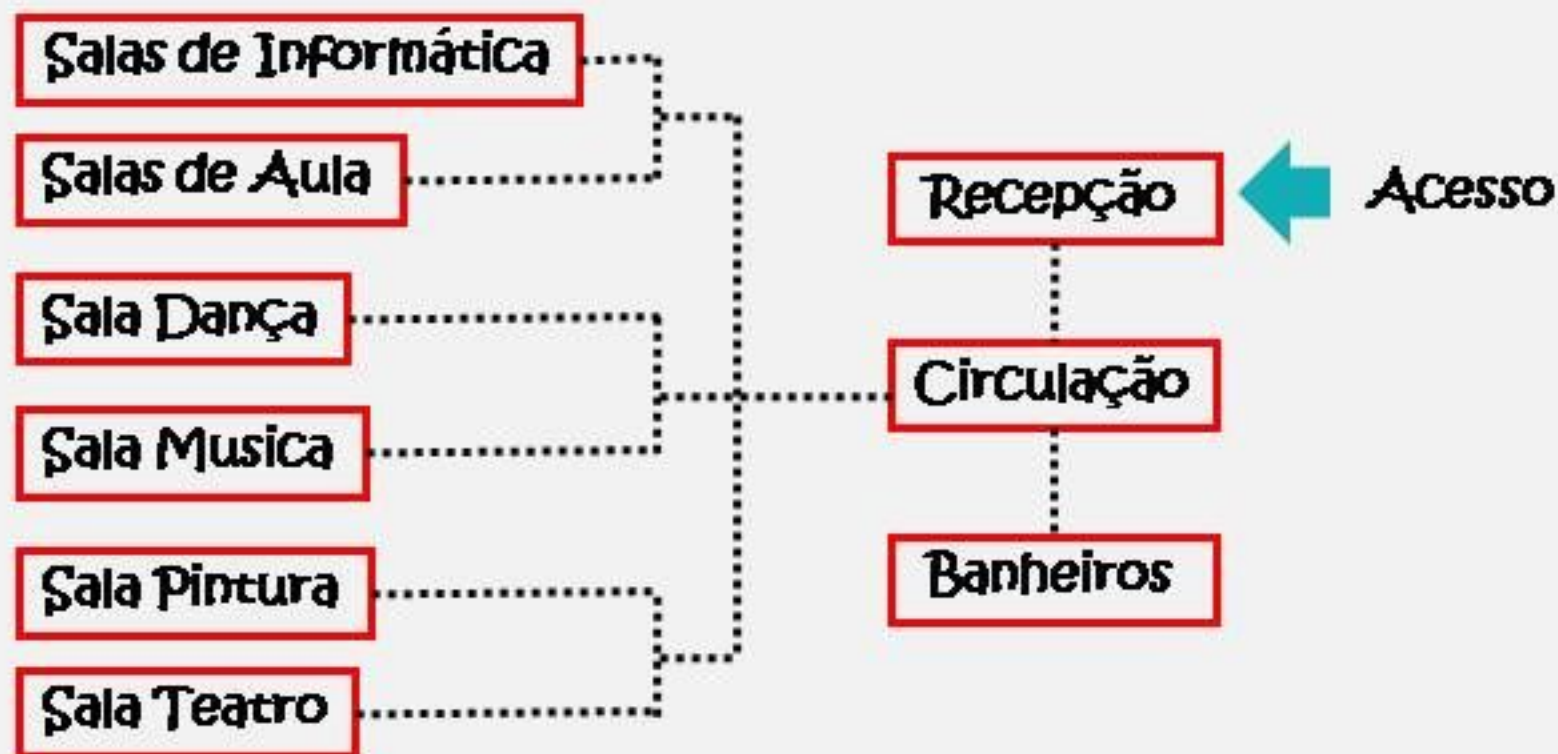 Salas de Informática
Salas de Aula
Sala Dança
Sala Musica
Sala Pintura
Sala Teatro
Recepção
Acesso
Circulação
Banheiros